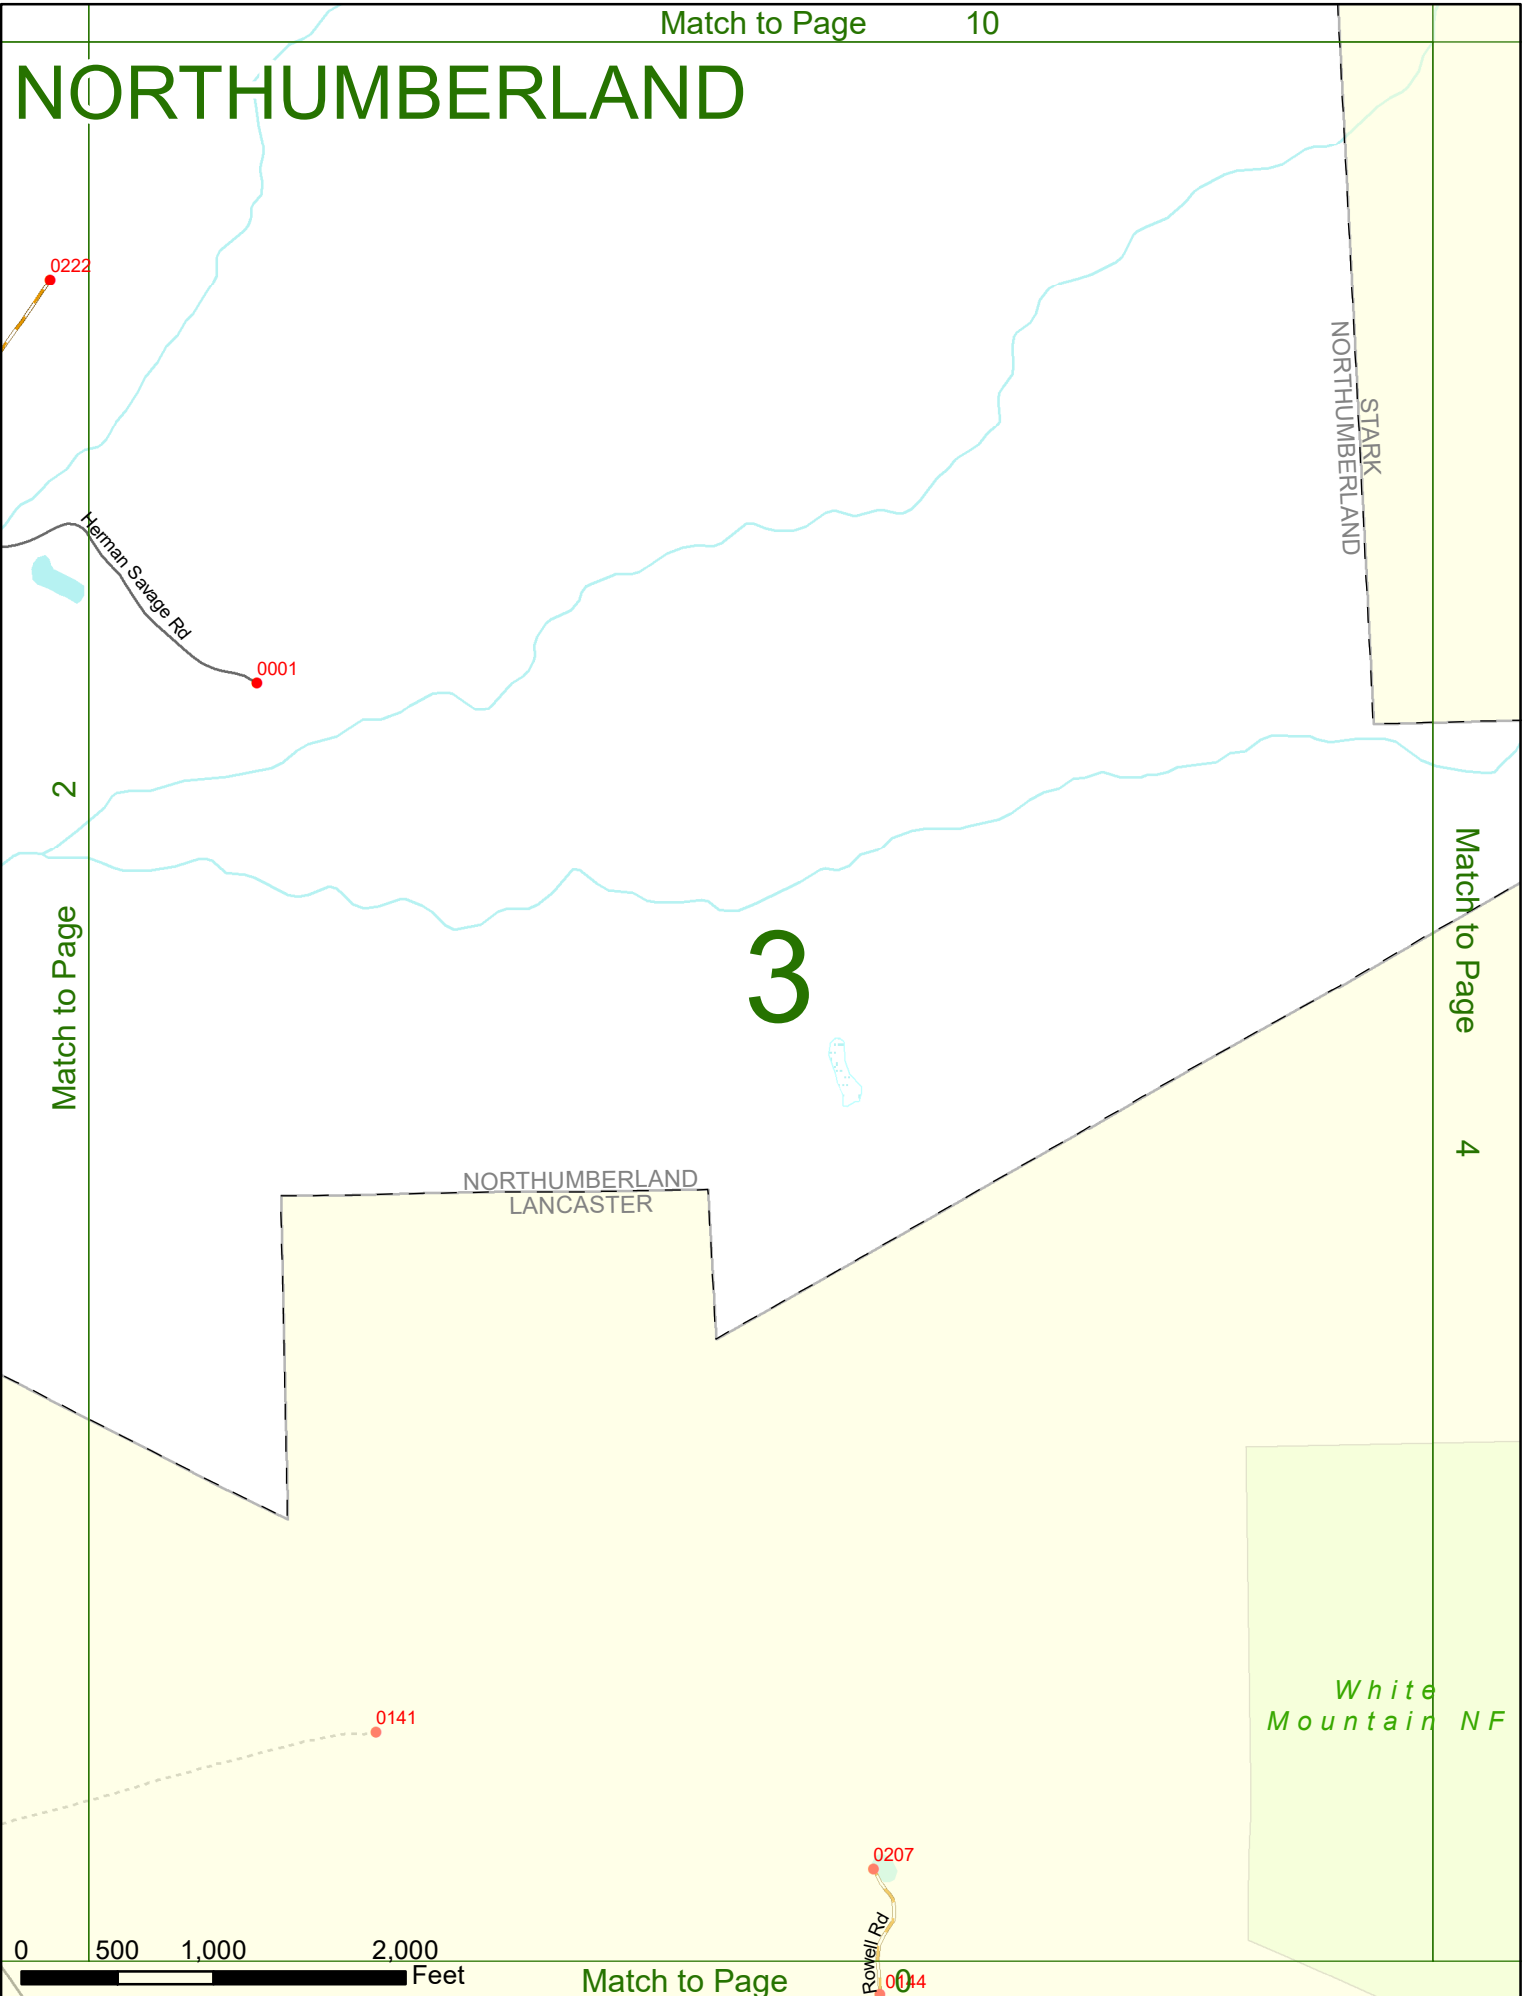 Match to Page 10
NORTHUMBERLAND
0222
STARK
NORTHUMBERLAND
Herman Savage Rd
0001
Match to Page 2
Match to Page 4
3
NORTHUMBERLAND
LANCASTER
White
Mountain NF
0141
0207
Rowell Rd
0 500 1,000 2,000
Feet
Match to Page 0
0144